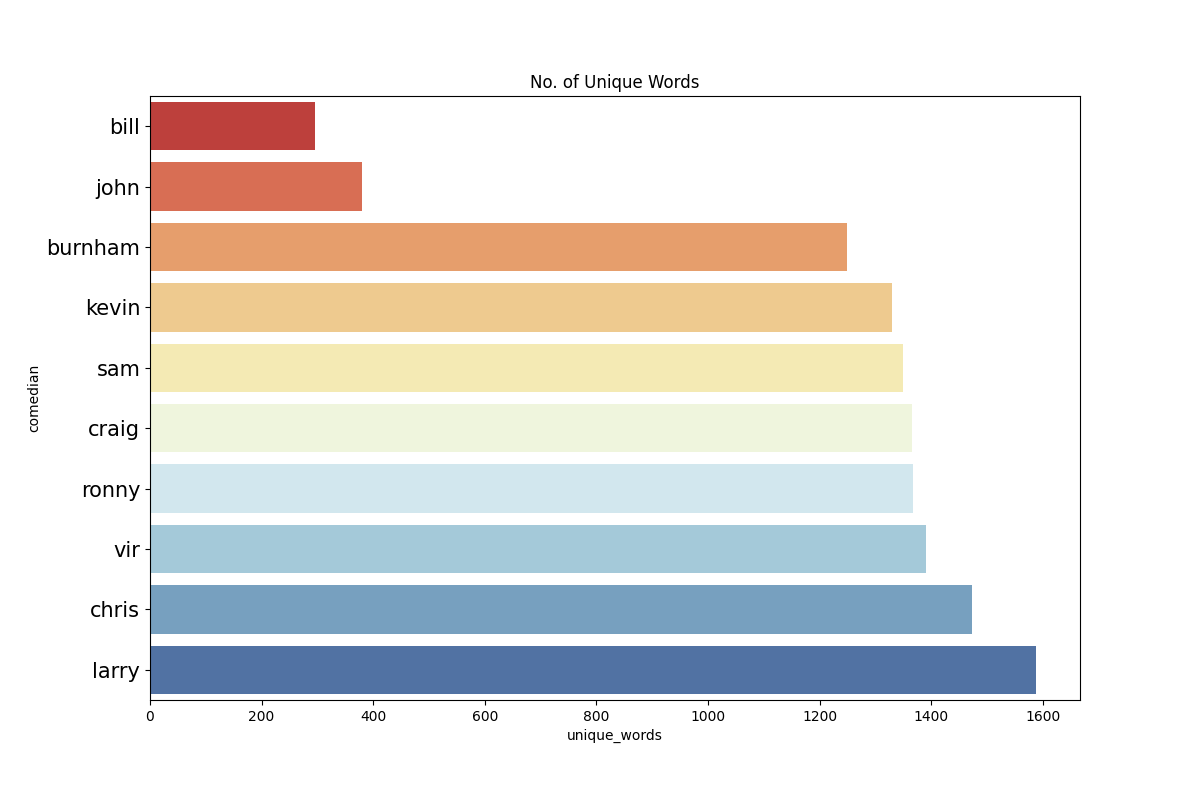 No. of Unique Words
bill
john
burnham
kevin
sam
craig
ronny
vir
chris
larry
comedian
0 200 400 600 800 1000 1200 1400 1600
unique_words